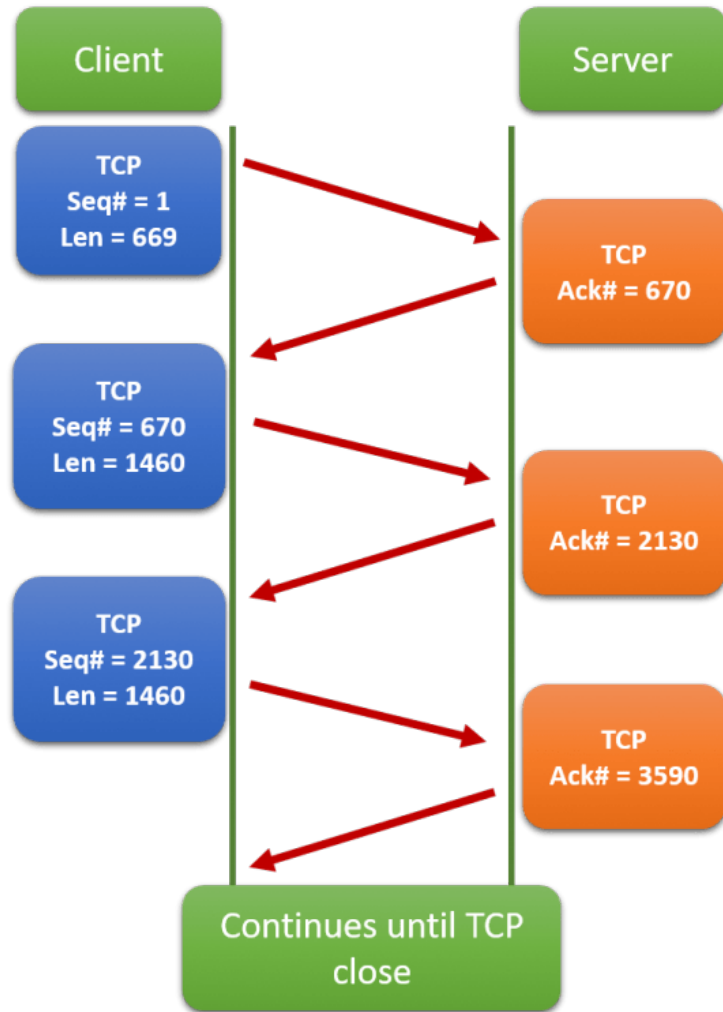 Client
Server
TCP
Seq# = 1
Len = 669
TCP
Ack# = 670
TCP
Seq# = 670
Len = 1460
TCP
Ack# = 2130
TCP
Seq# = 2130
Len = 1460
TCP
Ack# = 3590
Continues until TCP
close